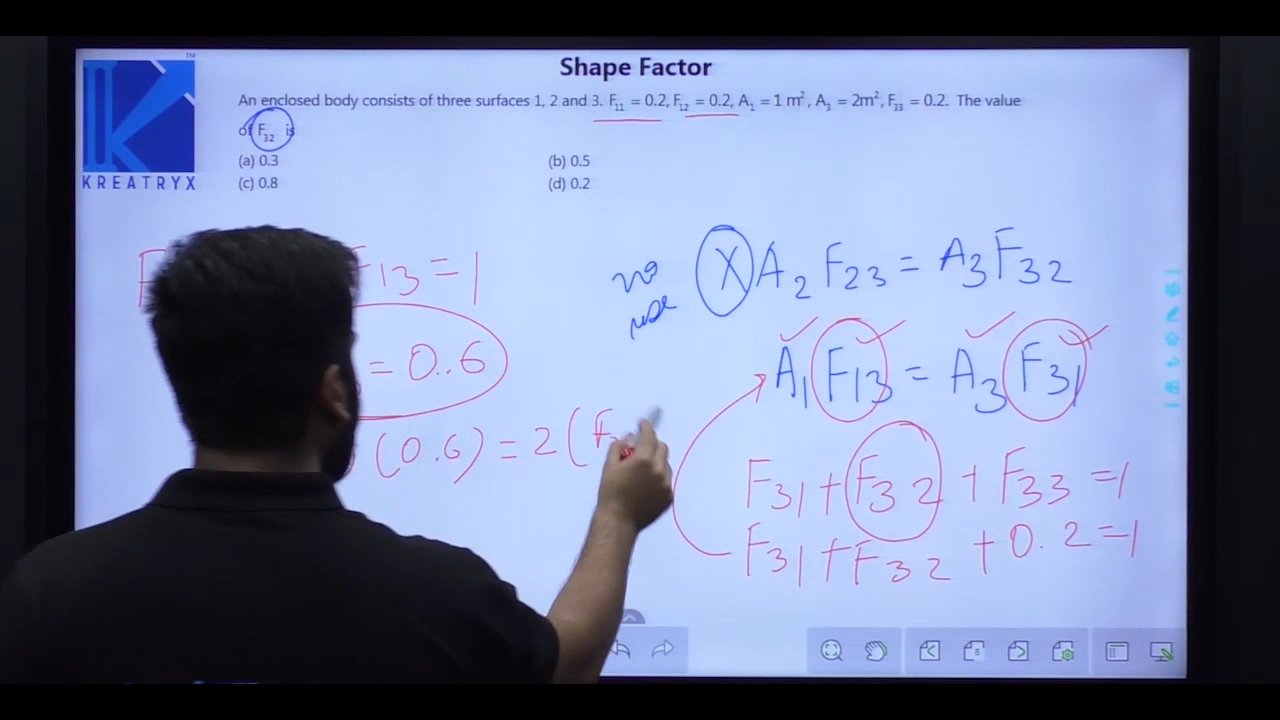 Shape Factor
KREATRYX
TM
An enclosed body consists of three surfaces 1, 2 and 3. F₁₁ = 0.2, F₁₂ = 0.2, A₁ = 1 m², A₃ = 2m², F₃₃ = 0.2. The value
of F₃₂ is
(a) 0.3 (b) 0.5
(c) 0.8 (d) 0.2
F13 = 1
= 0..6
(0.6) = 2 (F
no use X A2 F23 = A3 F32
A1 F13 = A3 F31
F31 + F32 + F33 = 1
F31 + F32 + 0.2 = 1